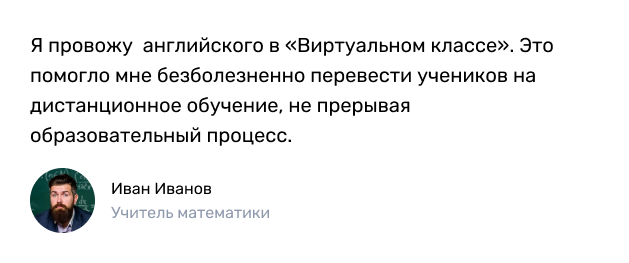 Я провожу  английского в «Виртуальном классе». Это
помогло мне безболезненно перевести учеников на
дистанционное обучение, не прерывая
образовательный процесс.
Иван Иванов
Учитель математики